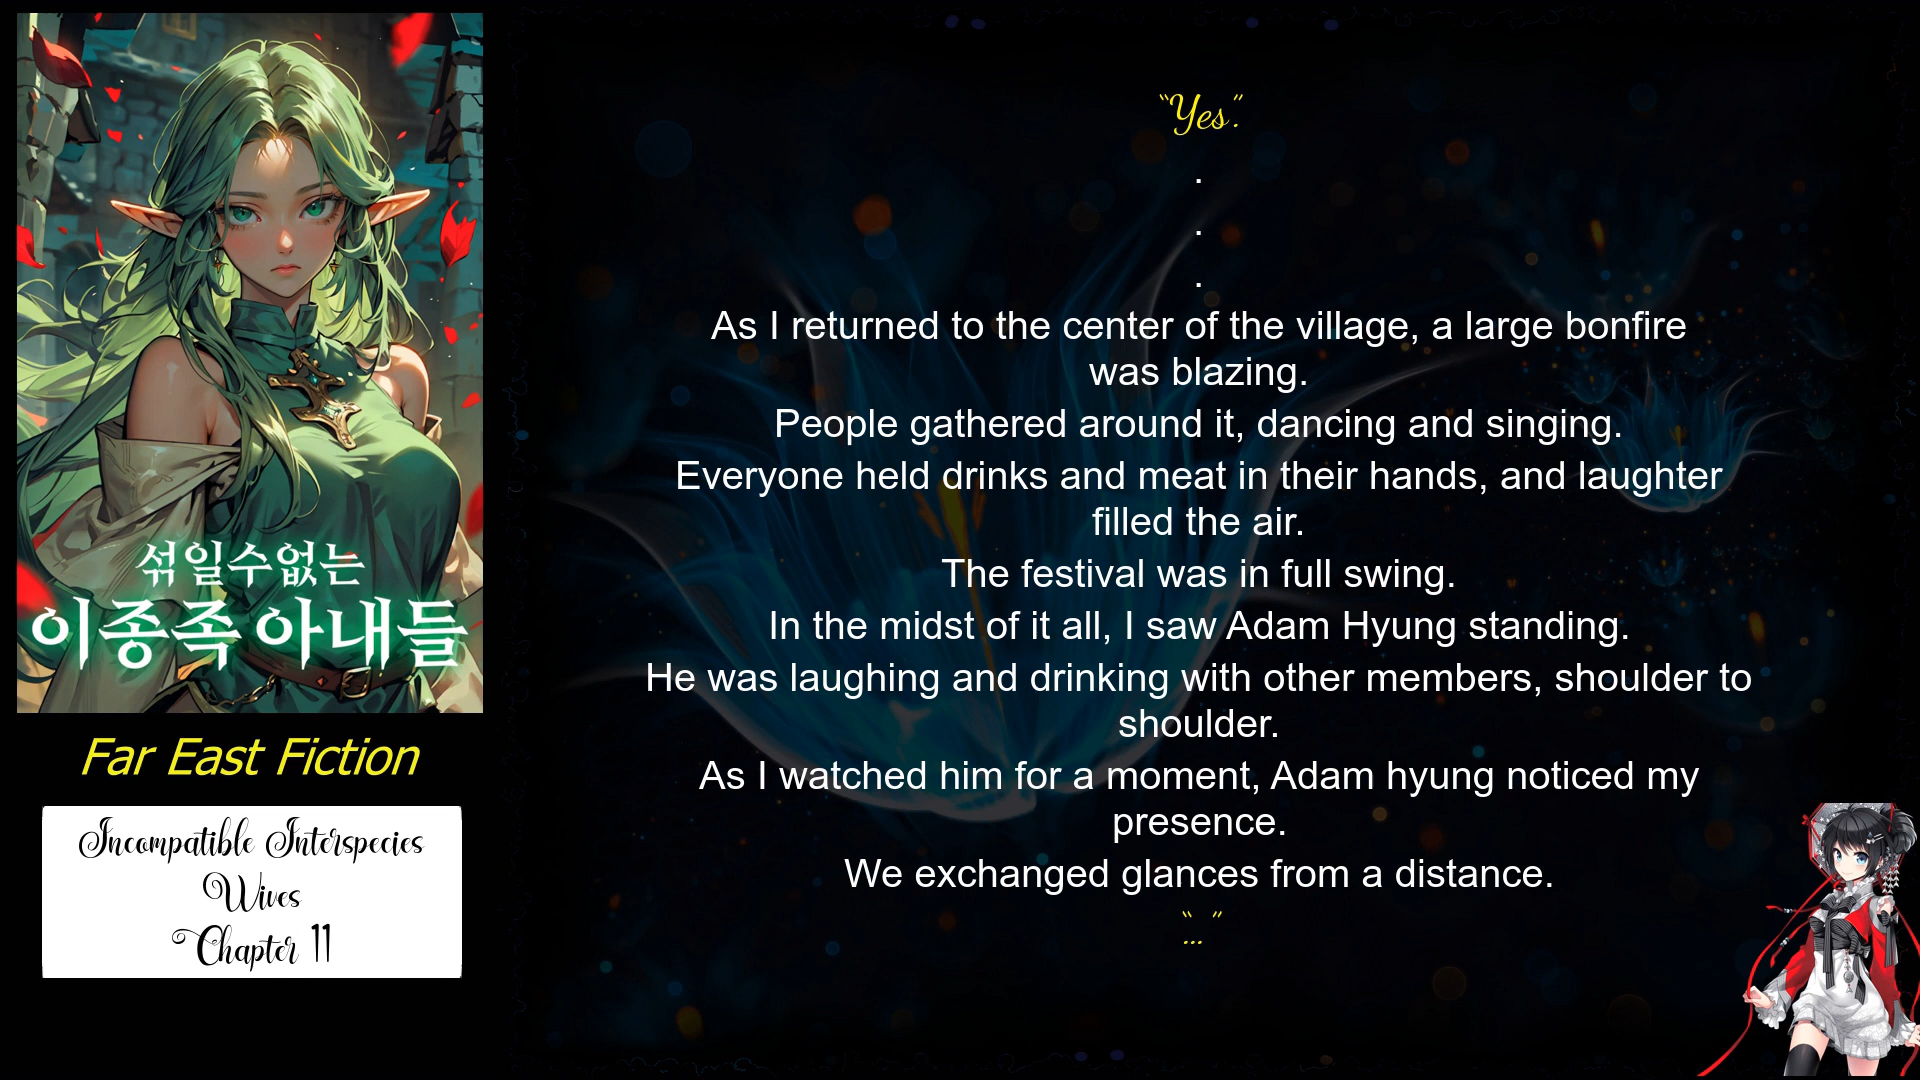 섞일수없는
이종족 아내들
Far East Fiction
Incompatible Interspecies
Wives
Chapter 11
“Yes”.
.
.
.
As I returned to the center of the village, a large bonfire
was blazing.
People gathered around it, dancing and singing.
Everyone held drinks and meat in their hands, and laughter
filled the air.
The festival was in full swing.
In the midst of it all, I saw Adam Hyung standing.
He was laughing and drinking with other members, shoulder to
shoulder.
As I watched him for a moment, Adam hyung noticed my
presence.
We exchanged glances from a distance.
“…”